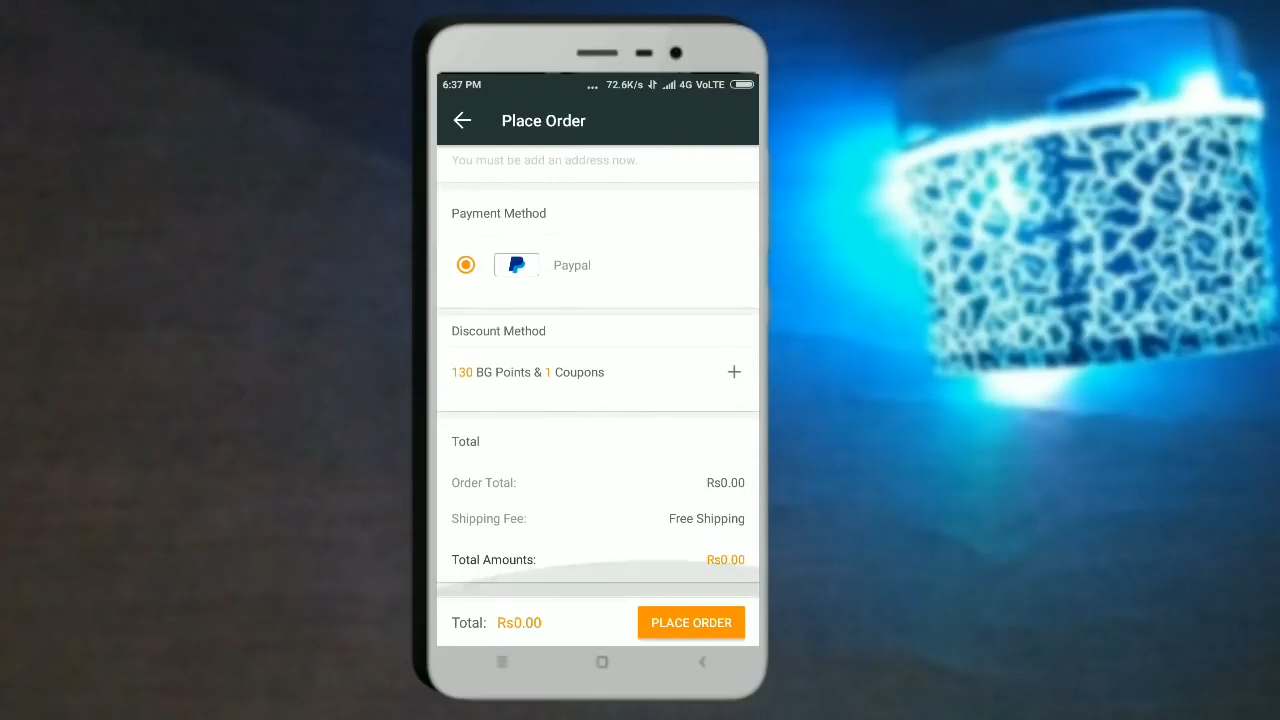 6:37 PM ... 72.6K/s 4G VoLTE
Place Order
You must be add an address now.
Payment Method
Paypal
Discount Method
130 BG Points & 1 Coupons +
Total
Order Total: Rs0.00
Shipping Fee: Free Shipping
Total Amounts: Rs0.00
Total: Rs0.00 PLACE ORDER